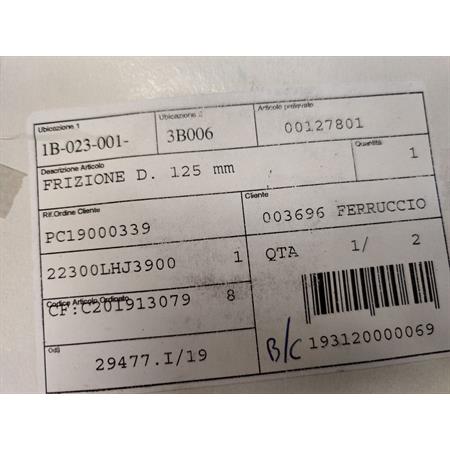 Ubicazione 1
Ubicazione 2
Articolo prelevato
1B-023-001-
3B006
00127801
Descrizione Articolo
Quantità
FRIZIONE D. 125 mm
1
Rif.Ordine Cliente
Cliente
PC19000339
003696 FERRUCCIO
22300LHJ3900 1
QTA 1/ 2
Codice Articolo Ordinato
CF:C201913079 8
Odl
29477.I/19
B/C
193120000069